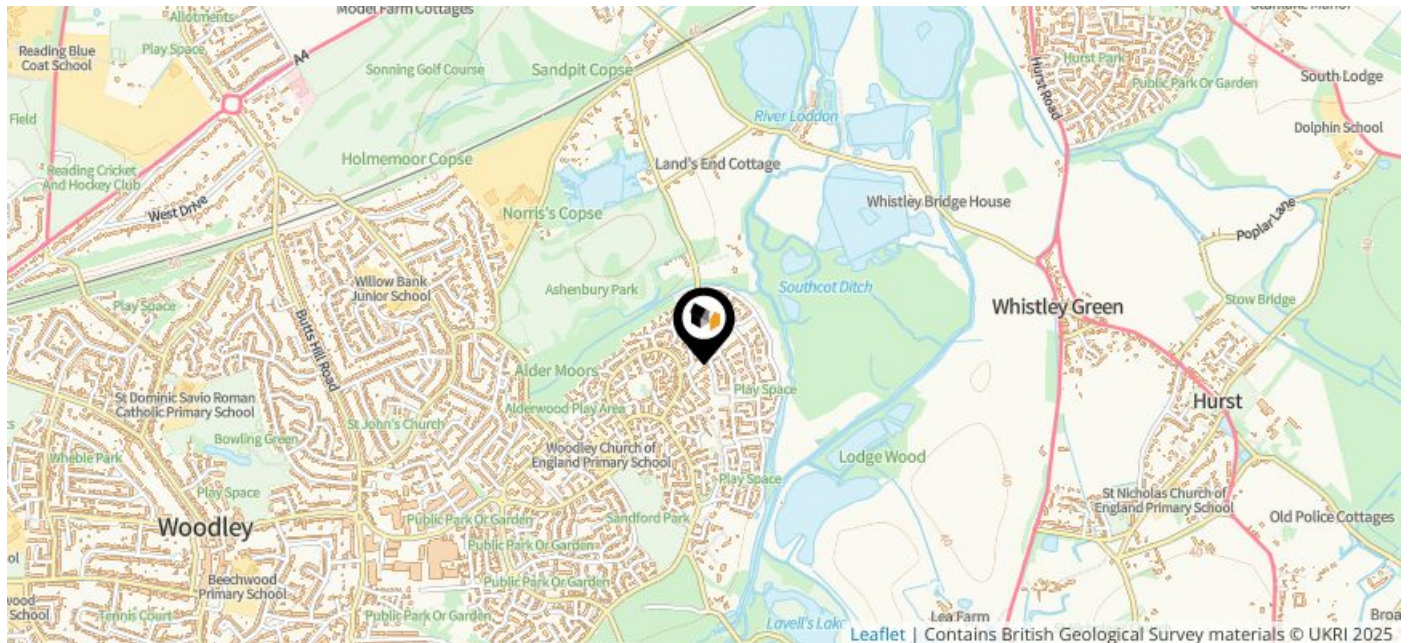 Model Farm Cottages
Allotments
Play Space
Reading Blue
Coat School
A4
Sonning Golf Course
Sandpit Copse
Hurst Park
Public Park Or Garden
South Lodge
Hurst Road
River Loddon
Field
Dolphin School
Holmemoor Copse
Land's End Cottage
Reading Cricket
And Hockey Club
West Drive
Norris's Copse
Whistley Bridge House
Poplar Lane
Willow Bank
Junior School
Ashenbury Park
Southcot Ditch
Stow Bridge
Play Space
Whistley Green
Butts Hill Road
Alder Moors
Play Space
St Dominic Savio Roman
Catholic Primary School
Alderwood Play Area
Hurst
St John's Church
Bowling Green
Woodley Church of
England Primary School
Wheble Park
Lodge Wood
Play Space
Play Space
St Nicholas Church of
England Primary School
Woodley
Public Park Or Garden
Sandford Park
Old Police Cottages
Public Park Or Garden
Beechwood
Primary School
Public Park Or Garden
40
40
40
40
Tennis Court
Public Park Or Garden
School
Lea Farm
Lavell's Lake
Leaflet | Contains British Geological Survey materials © UKRI 2025